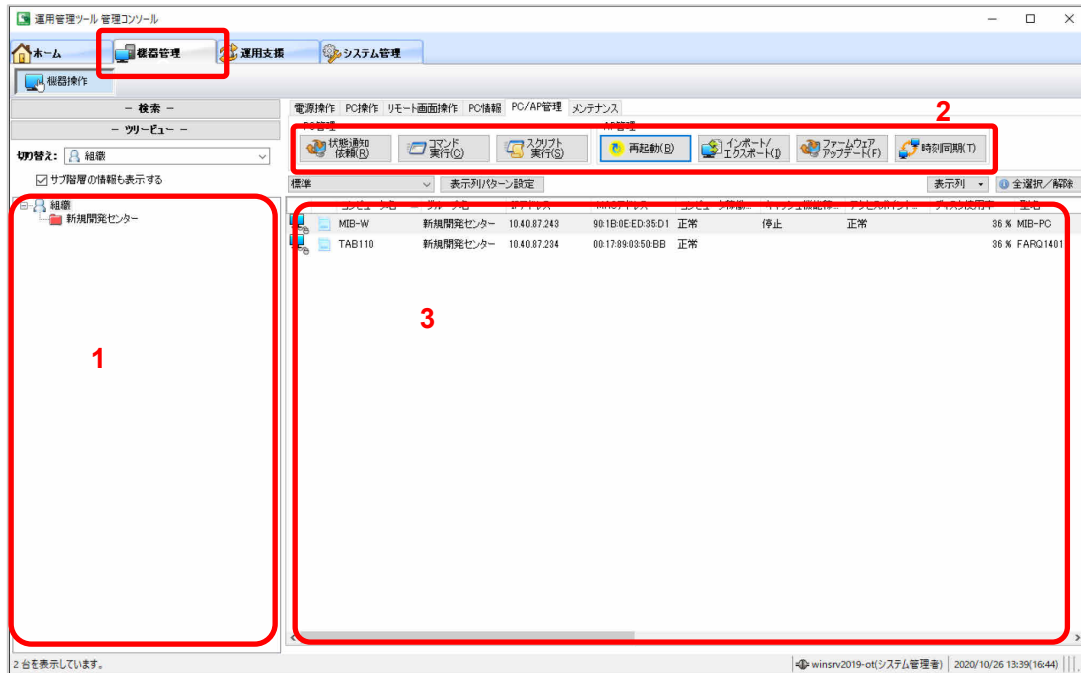 運用管理ツール 管理コンソール
ホーム 機器管理 運用支援 システム管理
機器操作
－ 検索 －
－ ツリービュー －
切り替え： 組織
サブ階層の情報も表示する
組織
新規開発センター
1
電源操作 PC操作 リモート画面操作 PC情報 PC/AP管理 メンテナンス
2
PC管理 AP管理
状態通知依頼(R) コマンド実行(C) スクリプト実行(S) 再起動(B) インポート/エクスポート(I) ファームウェアアップデート(F) 時刻同期(T)
標準 表示列パターン設定 表示列 全選択/解除
MIB-W 新規開発センター 10.40.87.243 90:1B:0E:ED:35:D1 正常 停止 正常 36 % MIB-PC
TAB110 新規開発センター 10.40.87.234 00:17:89:03:50:BB 正常 36 % FARQ1401
3
2 台を表示しています。 winsrv2019-ot(システム管理者) 2020/10/26 13:39(16:44)